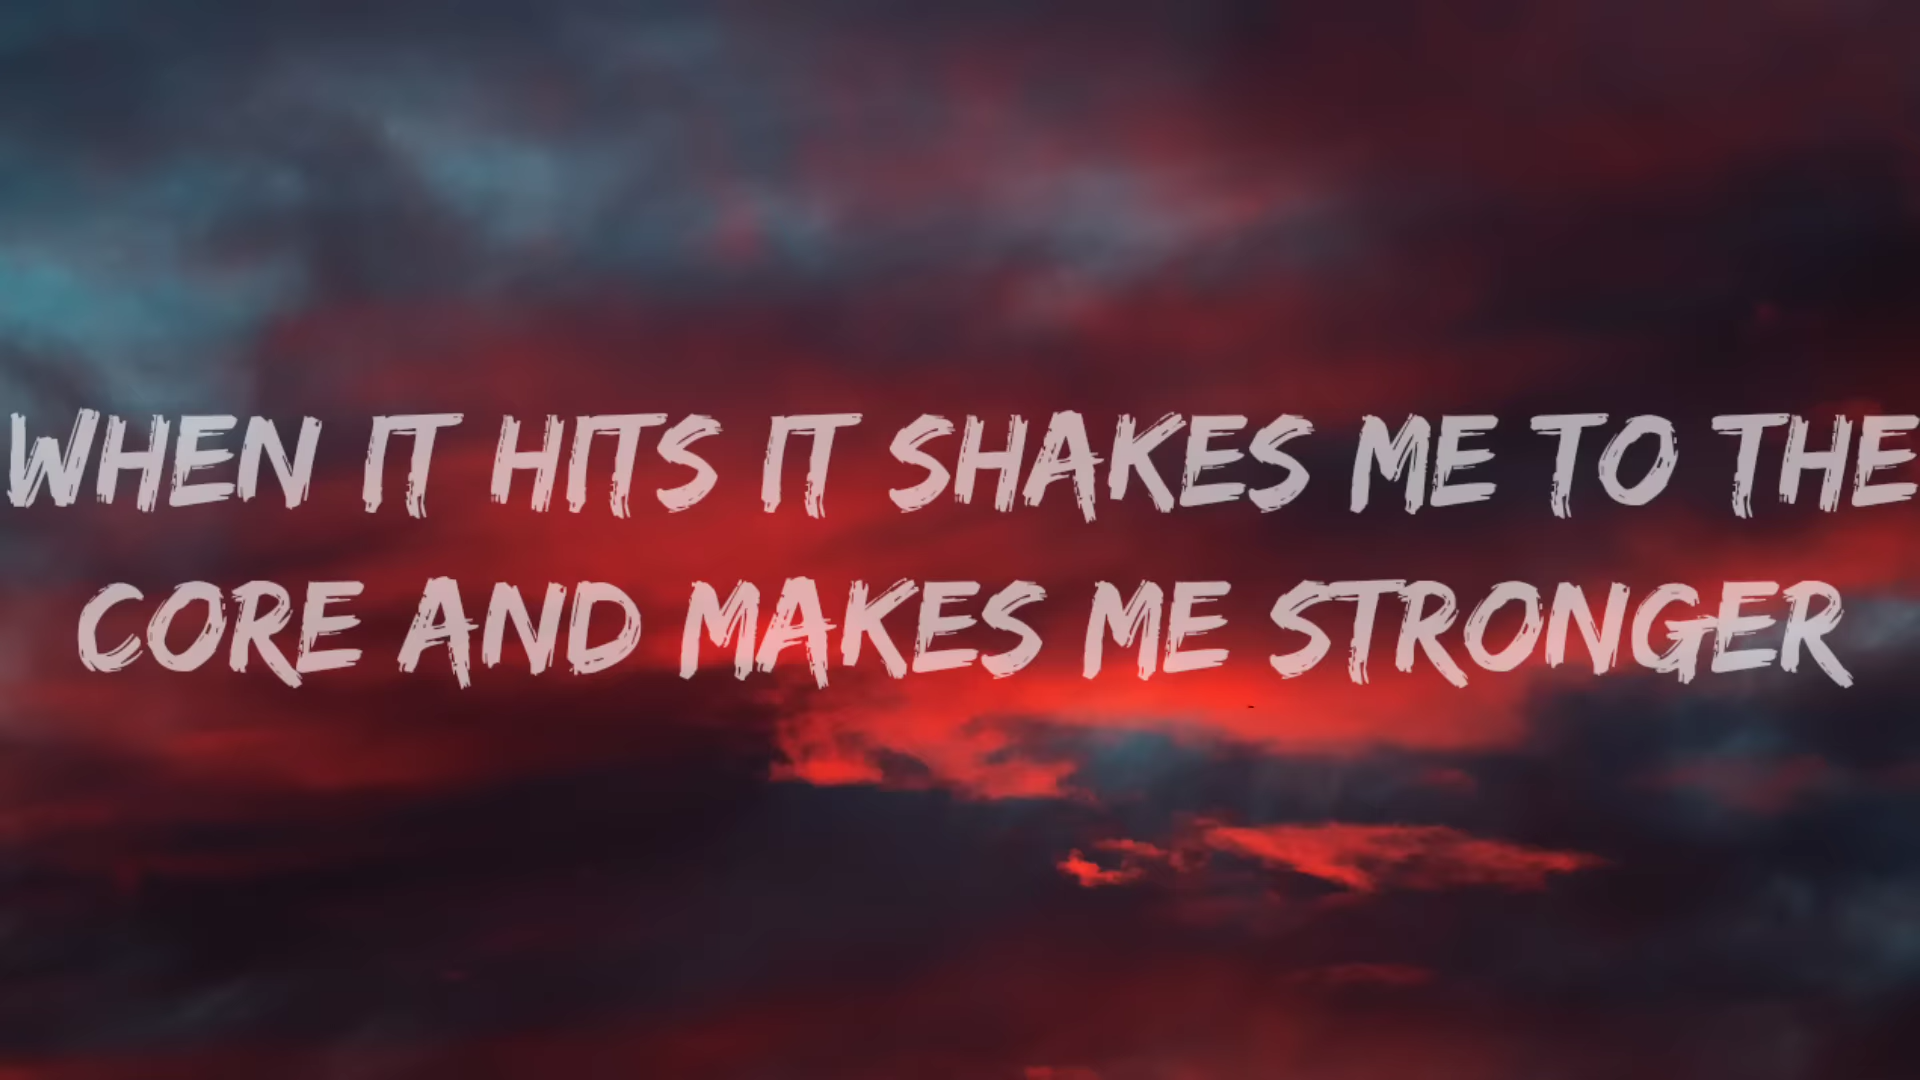 WHEN IT HITS IT SHAKES ME TO THE
CORE AND MAKES ME STRONGER